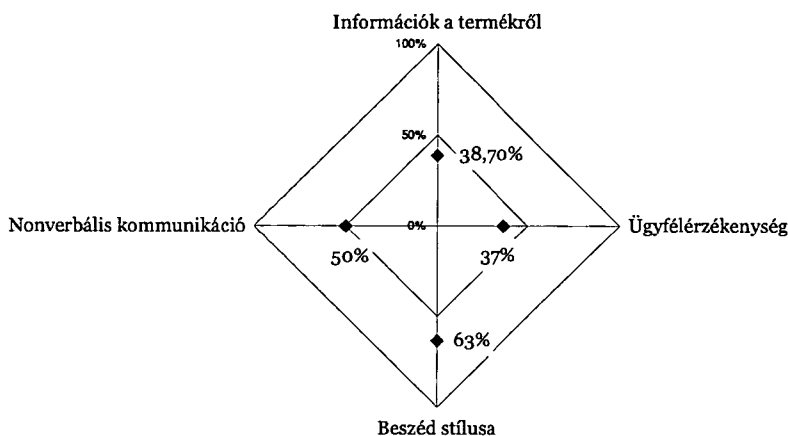 Információk a termékről
100%
50%
38,70%
Nonverbális kommunikáció
0%
Ügyfélérzékenység
50%
37%
63%
Beszéd stílusa